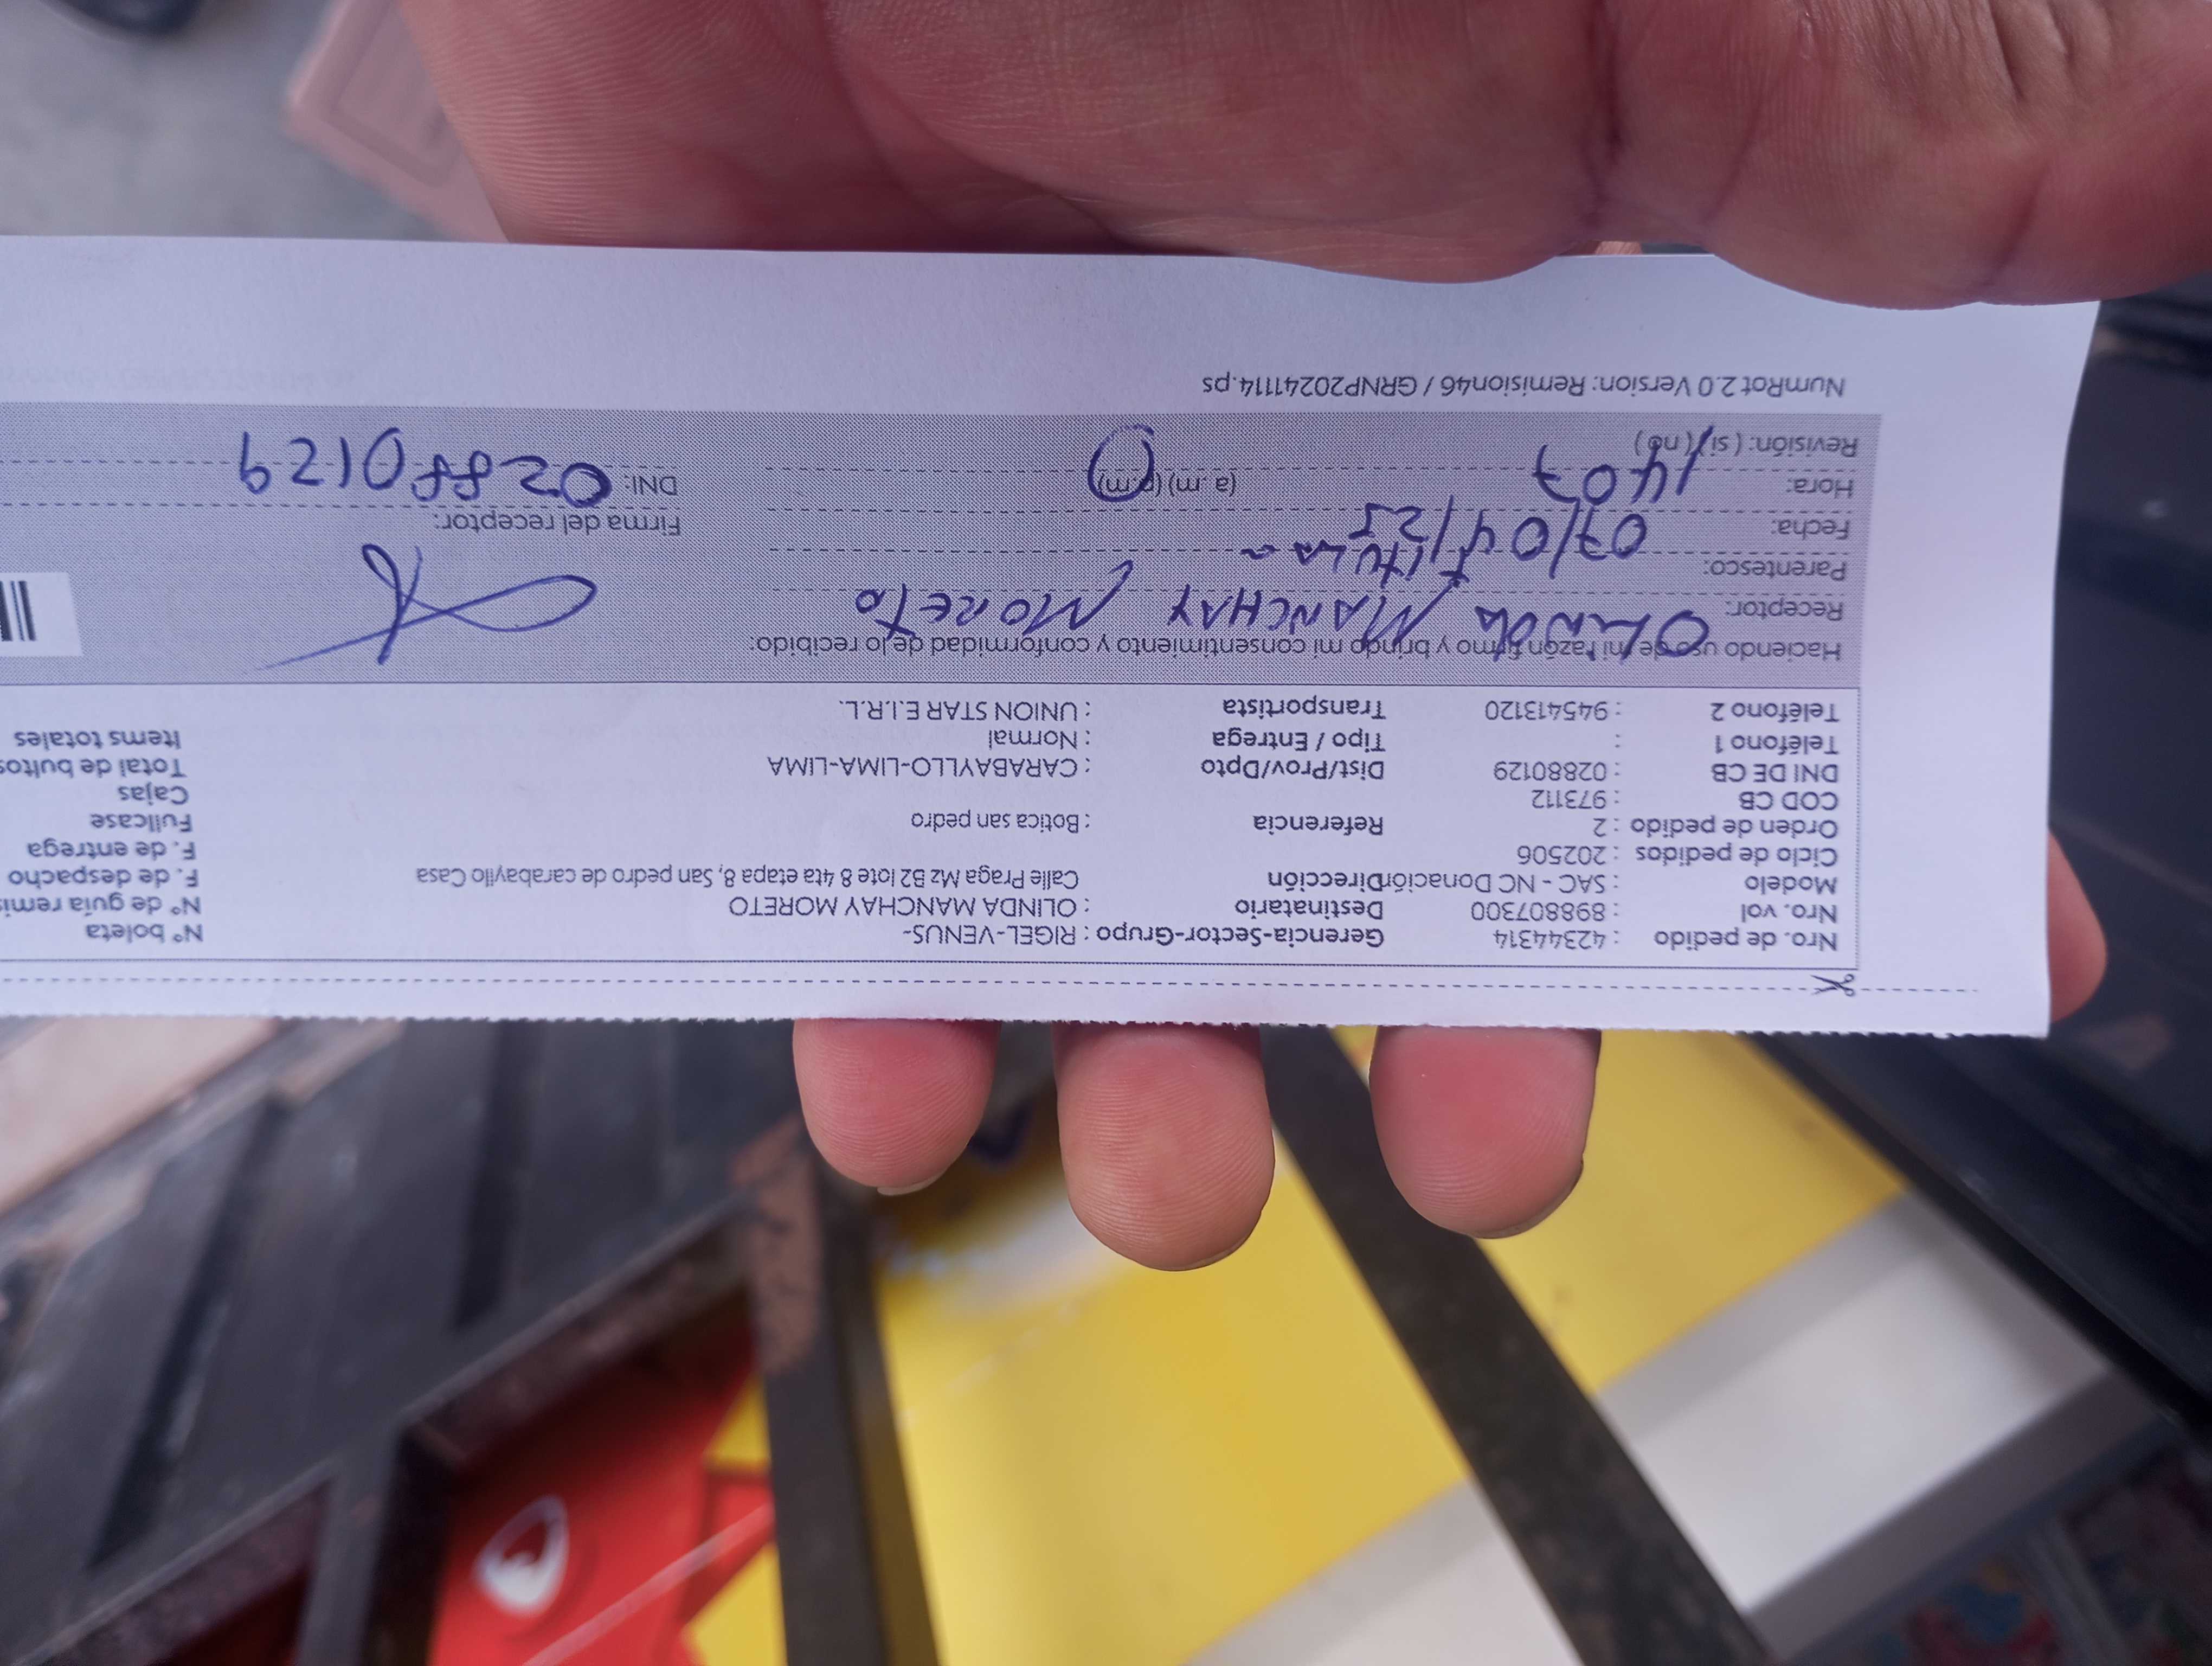 Nro. de pedido : 42344314 Gerencia-Sector-Grupo : RIGEL-VENUS- N° boleta
Nro. vol : 898807300 Destinatario : OLINDA MANCHAY MORETO N° de guía remis
Modelo : SAC - NC Donación Dirección Calle Praga Mz B2 lote 8 4ta etapa 8, San pedro de carabayllo Casa F. de despacho
Ciclo de pedidos : 202506 F. de entrega
Orden de pedido : 2 Referencia : Botica san pedro Fullcase
COD CB : 973112 Cajas
DNI DE CB : 02880129 Dist/Prov/Dpto : CARABAYLLO-LIMA-LIMA Total de bultos
Teléfono 1 : Tipo / Entrega : Normal Items totales
Teléfono 2 : 945413120 Transportista : UNION STAR E.I.R.L.
Haciendo uso de mi razón firmo y brindo mi consentimiento y conformidad de lo recibido:
Receptor: OLINDA MANCHAY MORETO
Parentesco: titular
Fecha: 07/04/25 Firma del receptor:
Hora: 1407 (a. m) (p.m) DNI: 02880129
Revisión: ( si ) ( no )
NumRot 2.0 Version: Remision46 / GRNP20241114.ps